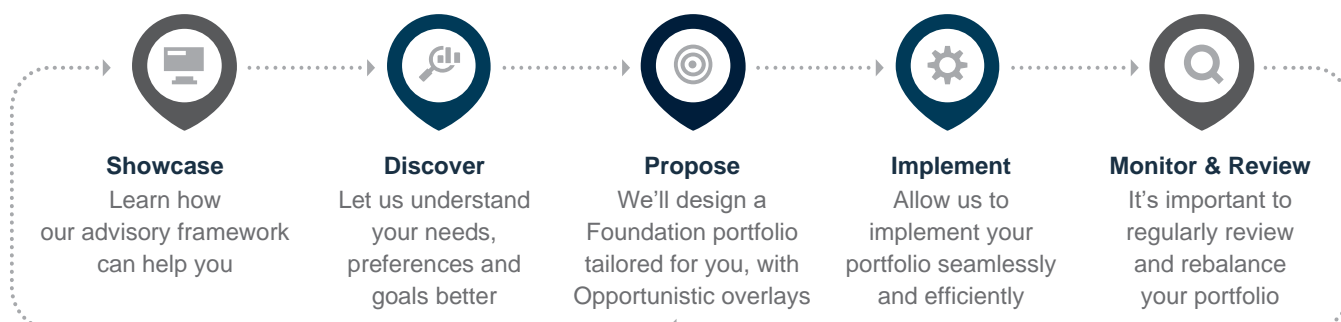 Showcase
Learn how
our advisory framework
can help you
Discover
Let us understand
your needs,
preferences and
goals better
Propose
We'll design a
Foundation portfolio
tailored for you, with
Opportunistic overlays
Implement
Allow us to
implement your
portfolio seamlessly
and efficiently
Monitor & Review
It's important to
regularly review
and rebalance
your portfolio